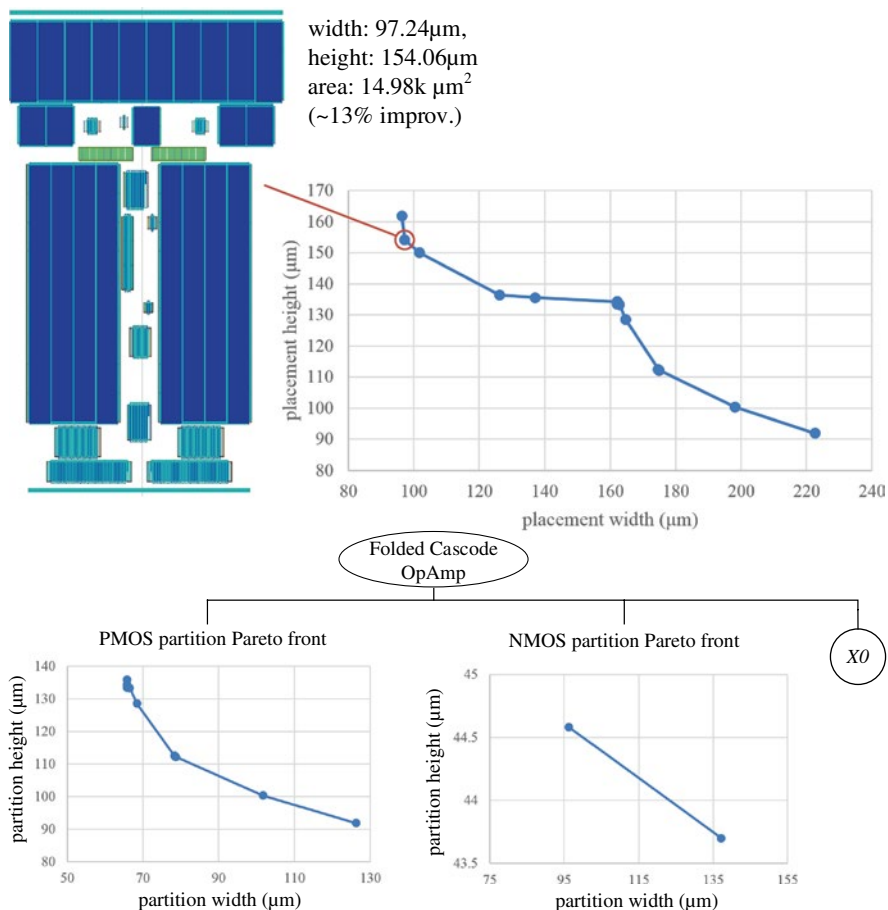 width: 97.24µm,
height: 154.06µm
area: 14.98k µm²
(~13% improv.)
placement height (µm)
170
160
150
140
130
120
110
100
90
80
80
100
120
140
160
180
200
220
240
placement width (µm)
Folded Cascode
OpAmp
PMOS partition Pareto front
NMOS partition Pareto front
X0
partition height (µm)
140
130
120
110
100
90
80
50
70
90
110
130
partition width (µm)
partition height (µm)
45
44.5
44
43.5
75
95
115
135
155
partition width (µm)